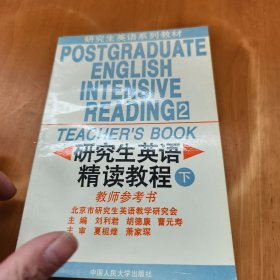 研究生英语系列教材
POSTGRADUATE
ENGLISH
INTENSIVE
READING 2
TEACHER'S BOOK
研究生英语
精读教程 下
教师参考书
北京市研究生英语教学研究会
主编 刘利君 胡德康 曹元寿
主审 夏祖煃 萧家琛
中国人民大学出版社